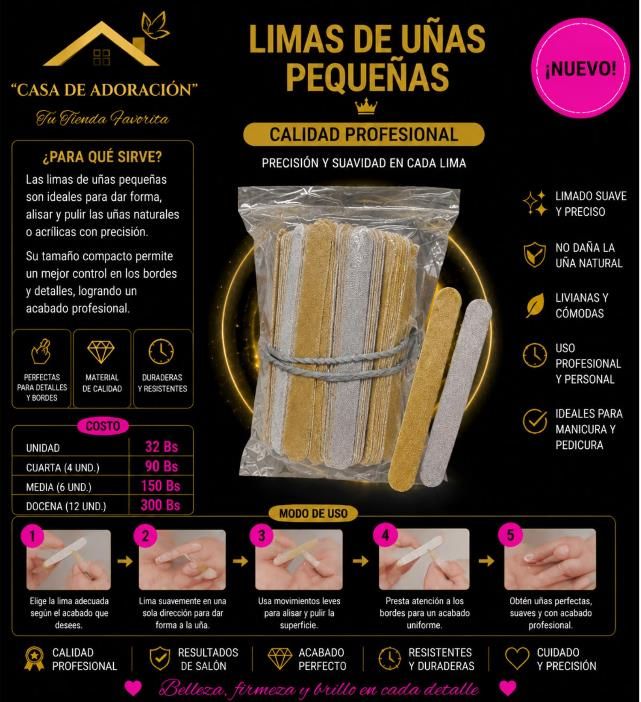 "CASA DE ADORACIÓN"
Tu Tienda Favorita
LIMAS DE UÑAS
PEQUEÑAS
CALIDAD PROFESIONAL
PRECISIÓN Y SUAVIDAD EN CADA LIMA
¡NUEVO!
¿PARA QUÉ SIRVE?
Las limas de uñas pequeñas
son ideales para dar forma,
alisar y pulir las uñas naturales
o acrílicas con precisión.
Su tamaño compacto permite
un mejor control en los bordes
y detalles, logrando un
acabado profesional.
PERFECTAS
PARA DETALLES
Y BORDES
MATERIAL
DE CALIDAD
DURADERAS
Y RESISTENTES
LIMADO SUAVE
Y PRECISO
NO DAÑA LA
UÑA NATURAL
LIVIANAS Y
CÓMODAS
USO
PROFESIONAL
Y PERSONAL
IDEALES PARA
MANICURA Y
PEDICURA
COSTO
UNIDAD 32 Bs
CUARTA (4 UND.) 90 Bs
MEDIA (6 UND.) 150 Bs
DOCENA (12 UND.) 300 Bs
MODO DE USO
1
Elige la lima adecuada
según el acabado que
desees.
2
Lima suavemente en una
sola dirección para dar
forma a la uña.
3
Usa movimientos leves
para alisar y pulir la
superficie.
4
Presta atención a los
bordes para un acabado
uniforme.
5
Obtén uñas perfectas,
suaves y con acabado
profesional.
CALIDAD
PROFESIONAL
RESULTADOS
DE SALÓN
ACABADO
PERFECTO
RESISTENTES
Y DURADERAS
CUIDADO
Y PRECISIÓN
Belleza, firmeza y brillo en cada detalle